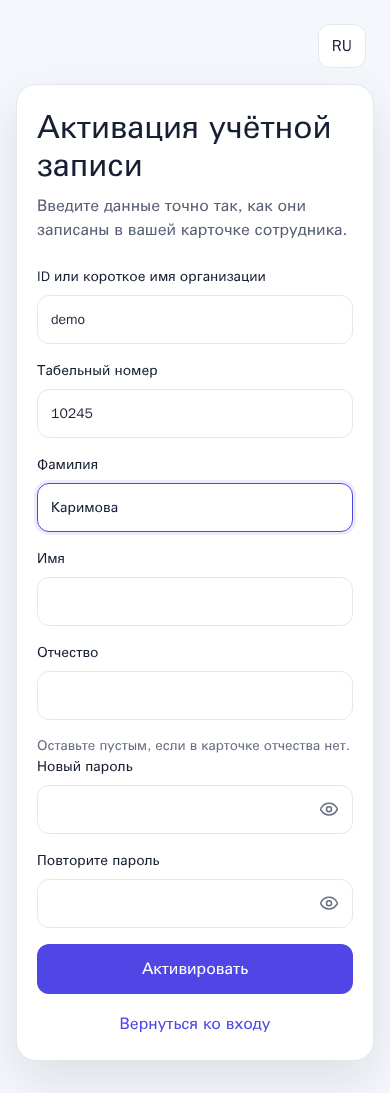 RU
Активация учётной
записи
Введите данные точно так, как они
записаны в вашей карточке сотрудника.
ID или короткое имя организации
demo
Табельный номер
10245
Фамилия
Каримова
Имя
Отчество
Оставьте пустым, если в карточке отчества нет.
Новый пароль
Повторите пароль
Активировать
Вернуться ко входу